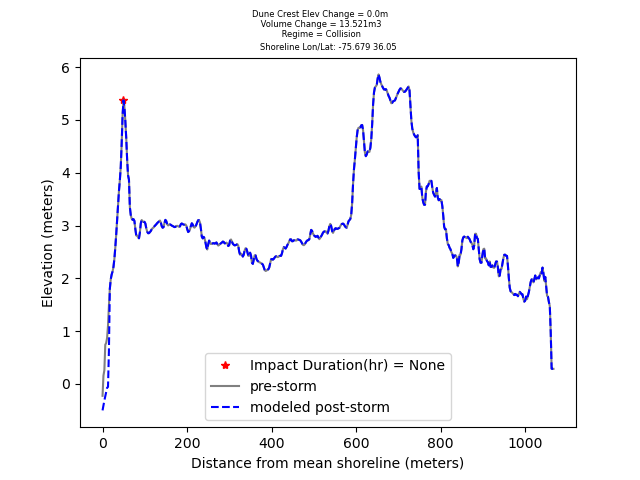 Dune Crest Elev Change = 0.0m
Volume Change = 13.521m3
Regime = Collision
Shoreline Lon/Lat: -75.679 36.05
6
5
4
3
2
1
0
Elevation (meters)
Impact Duration(hr) = None
pre-storm
modeled post-storm
0 200 400 600 800 1000
Distance from mean shoreline (meters)